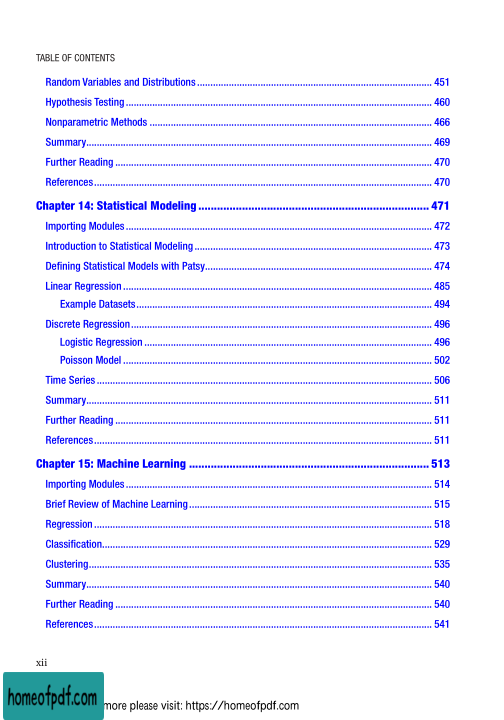 TABLE OF CONTENTS
Random Variables and Distributions ... 451
Hypothesis Testing ... 460
Nonparametric Methods ... 466
Summary ... 469
Further Reading ... 470
References ... 470
Chapter 14: Statistical Modeling ... 471
Importing Modules ... 472
Introduction to Statistical Modeling ... 473
Defining Statistical Models with Patsy ... 474
Linear Regression ... 485
Example Datasets ... 494
Discrete Regression ... 496
Logistic Regression ... 496
Poisson Model ... 502
Time Series ... 506
Summary ... 511
Further Reading ... 511
References ... 511
Chapter 15: Machine Learning ... 513
Importing Modules ... 514
Brief Review of Machine Learning ... 515
Regression ... 518
Classification ... 529
Clustering ... 535
Summary ... 540
Further Reading ... 540
References ... 541
xii
homeofpdf.com
more please visit: https://homeofpdf.com